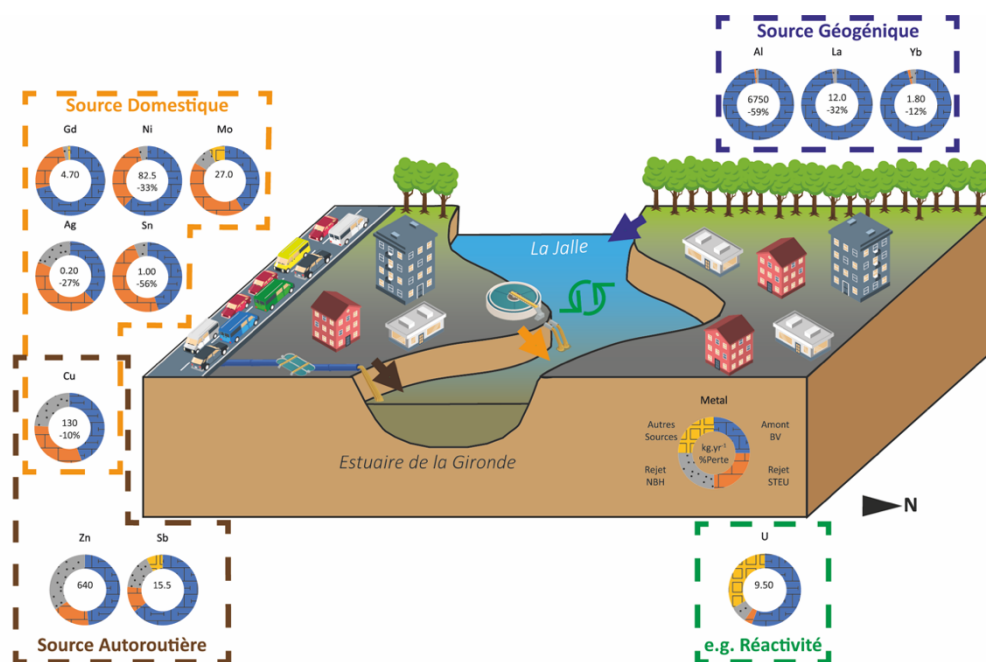 Source Géogénique
Al La Yb
6750
-59%
12.0
-32%
1.80
-12%
Source Domestique
Gd Ni Mo
4.70
82.5
-33%
27.0
Ag Sn
0.20
-27%
1.00
-56%
La Jalle
Cu
130
-10%
Metal
Autres
Sources
Amont
BV
kg.yr⁻¹
%Perte
Rejet
NBH
Rejet
STEU
Estuaire de la Gironde
N
Zn Sb
640
15.5
Source Autoroutière
U
9.50
e.g. Réactivité